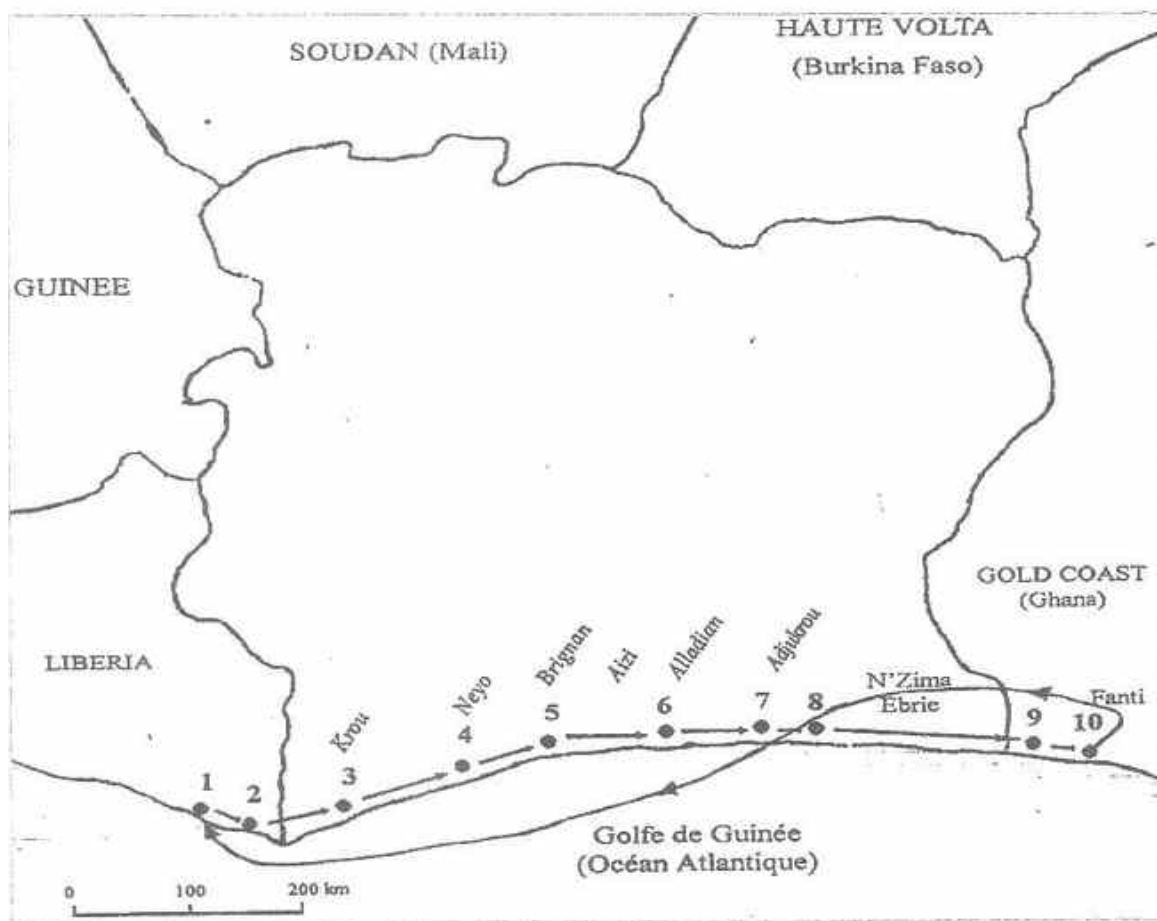 SOUDAN (Mali)
HAUTE VOLTA
(Burkina Faso)
GUINEE
GOLD COAST
(Ghana)
LIBERIA
Krou
Neyo
Brignan
Aizi
Alladian
Adjukrou
N'Zima
Ebrie
Fanti
1
2
3
4
5
6
7
8
9
10
Golfe de Guinée
(Océan Atlantique)
0 100 200 km